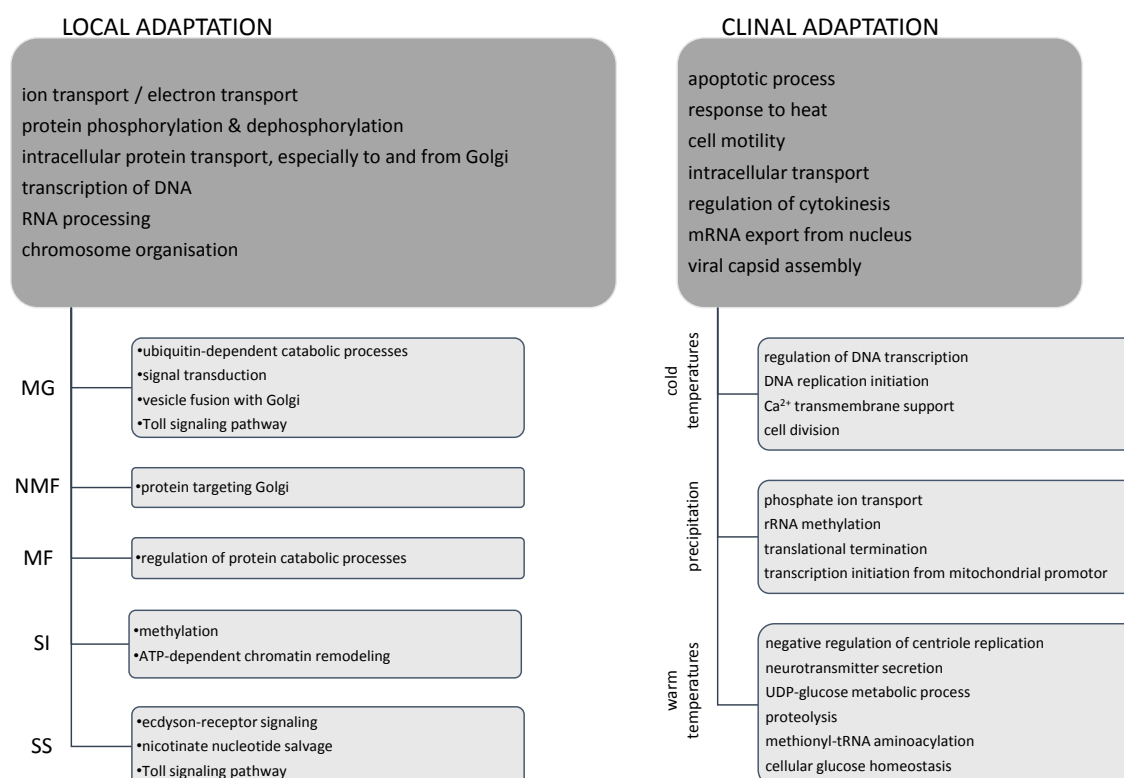 LOCAL ADAPTATION
ion transport / electron transport
protein phosphorylation & dephosphorylation
intracellular protein transport, especially to and from Golgi
transcription of DNA
RNA processing
chromosome organisation
MG
•ubiquitin-dependent catabolic processes
•signal transduction
•vesicle fusion with Golgi
•Toll signaling pathway
NMF
•protein targeting Golgi
MF
•regulation of protein catabolic processes
SI
•methylation
•ATP-dependent chromatin remodeling
SS
•ecdyson-receptor signaling
•nicotinate nucleotide salvage
•Toll signaling pathway
CLINAL ADAPTATION
apoptotic process
response to heat
cell motility
intracellular transport
regulation of cytokinesis
mRNA export from nucleus
viral capsid assembly
cold
temperatures
regulation of DNA transcription
DNA replication initiation
Ca²⁺ transmembrane support
cell division
precipitation
phosphate ion transport
rRNA methylation
translational termination
transcription initiation from mitochondrial promotor
warm
temperatures
negative regulation of centriole replication
neurotransmitter secretion
UDP-glucose metabolic process
proteolysis
methionyl-tRNA aminoacylation
cellular glucose homeostasis